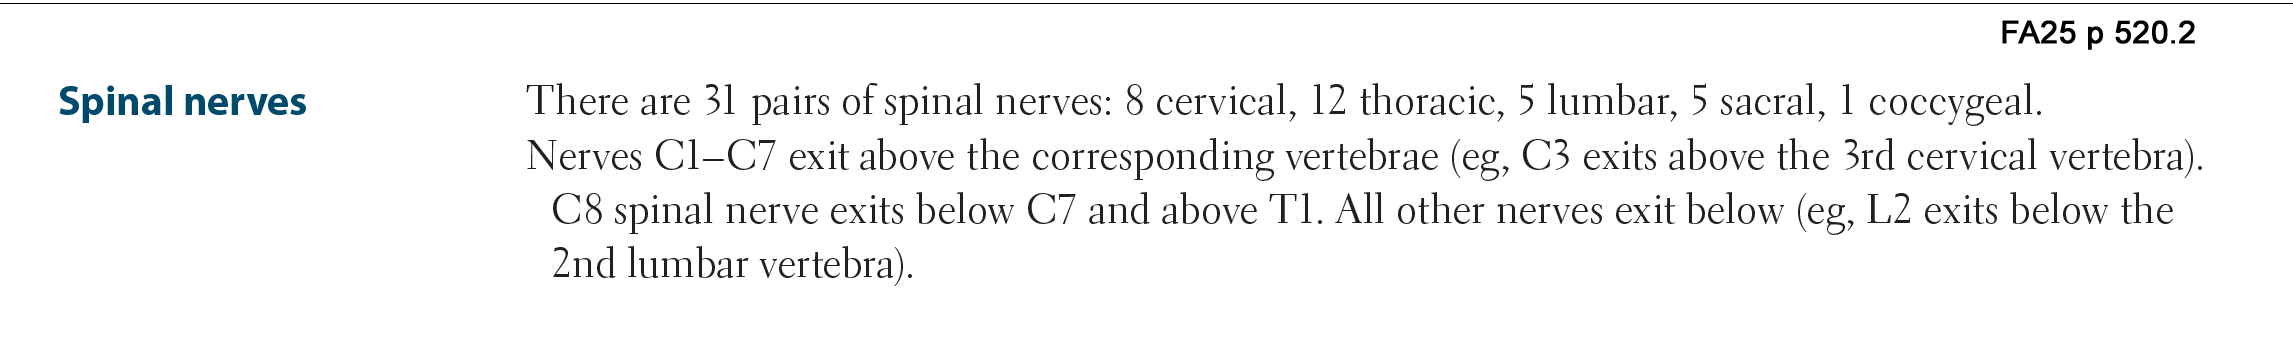 FA25 p 520.2
Spinal nerves
There are 31 pairs of spinal nerves: 8 cervical, 12 thoracic, 5 lumbar, 5 sacral, 1 coccygeal.
Nerves C1–C7 exit above the corresponding vertebrae (eg, C3 exits above the 3rd cervical vertebra).
C8 spinal nerve exits below C7 and above T1. All other nerves exit below (eg, L2 exits below the
2nd lumbar vertebra).